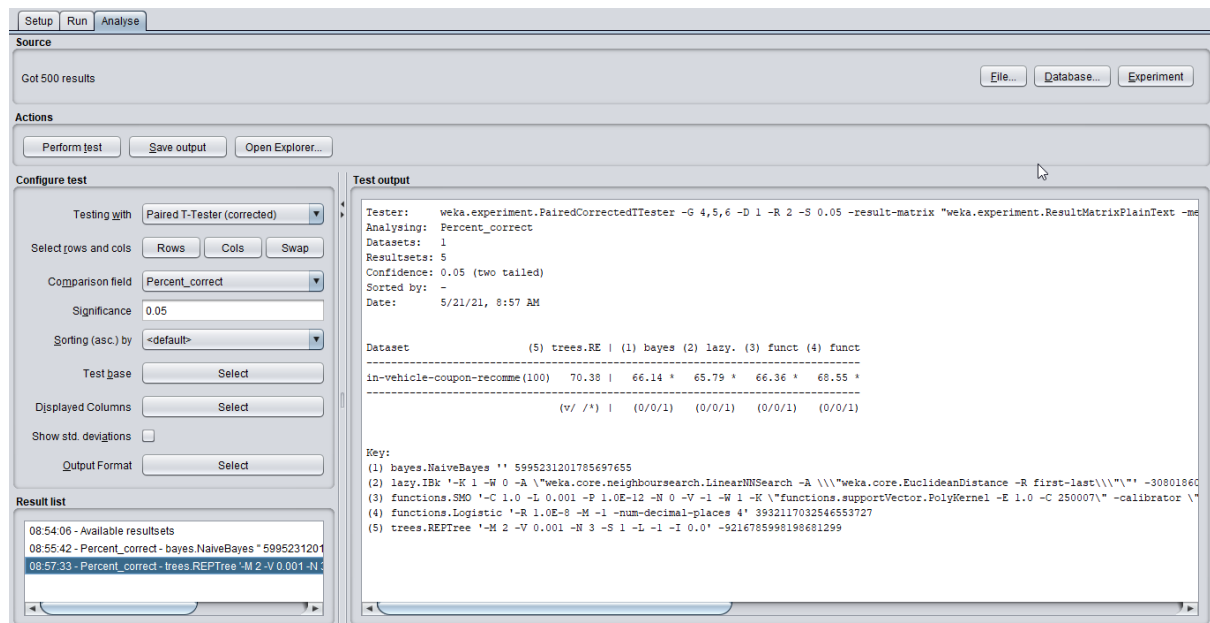 Setup Run Analyse
Source
Got 500 results
File... Database... Experiment
Actions
Perform test Save output Open Explorer...
Configure test
Testing with Paired T-Tester (corrected)
Select rows and cols Rows Cols Swap
Comparison field Percent_correct
Significance 0.05
Sorting (asc.) by <default>
Test base Select
Displayed Columns Select
Show std. deviations
Output Format Select
Result list
08:54:06 - Available resultsets
08:55:42 - Percent_correct - bayes.NaiveBayes '' 5995231201
08:57:33 - Percent_correct - trees.REPTree '-M 2 -V 0.001 -N 3
Test output
Tester: weka.experiment.PairedCorrectedTTester -G 4,5,6 -D 1 -R 2 -S 0.05 -result-matrix "weka.experiment.ResultMatrixPlainText -me
Analysing: Percent_correct
Datasets: 1
Resultsets: 5
Confidence: 0.05 (two tailed)
Sorted by: -
Date: 5/21/21, 8:57 AM
Dataset (5) trees.RE | (1) bayes (2) lazy. (3) funct (4) funct
----------------------------------------------------------------------------
in-vehicle-coupon-recomme(100) 70.38 | 66.14 * 65.79 * 66.36 * 68.55 *
----------------------------------------------------------------------------
(v/ /*) | (0/0/1) (0/0/1) (0/0/1) (0/0/1)
Key:
(1) bayes.NaiveBayes '' 5995231201785697655
(2) lazy.IBk '-K 1 -W 0 -A \"weka.core.neighboursearch.LinearNNSearch -A \\\"weka.core.EuclideanDistance -R first-last\\\"\"' -30801860
(3) functions.SMO '-C 1.0 -L 0.001 -P 1.0E-12 -N 0 -V -1 -W 1 -K \"functions.supportVector.PolyKernel -E 1.0 -C 250007\" -calibrator \"
(4) functions.Logistic '-R 1.0E-8 -M -1 -num-decimal-places 4' 3932117032546553727
(5) trees.REPTree '-M 2 -V 0.001 -N 3 -S 1 -L -1 -I 0.0' -9216785998198681299